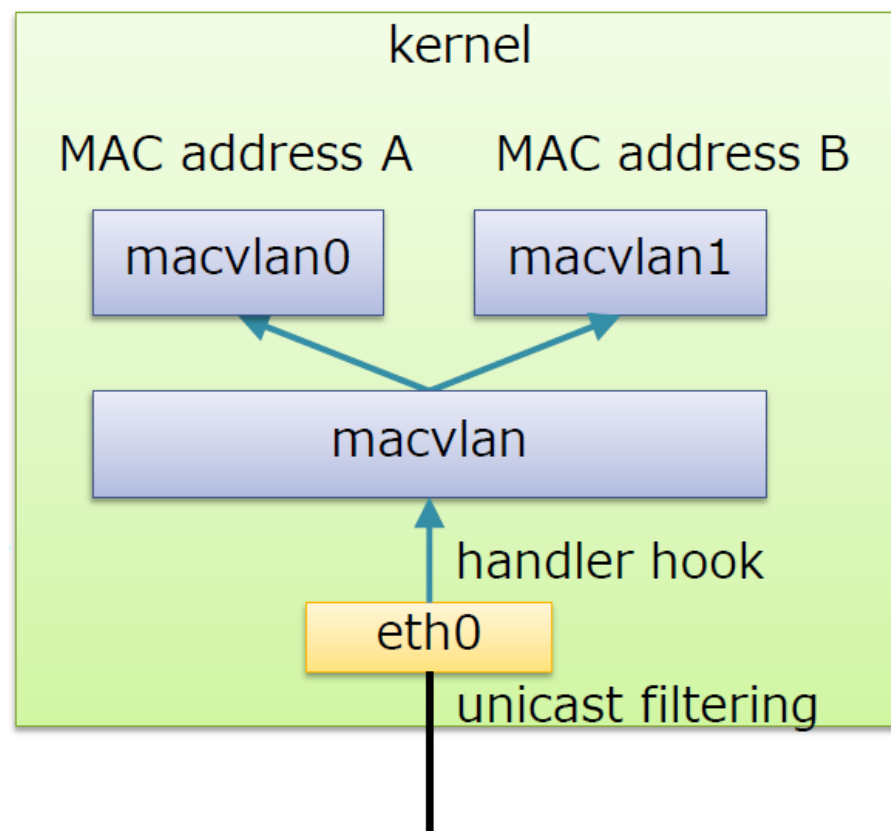 kernel
MAC address A
MAC address B
macvlan0
macvlan1
macvlan
handler hook
eth0
unicast filtering